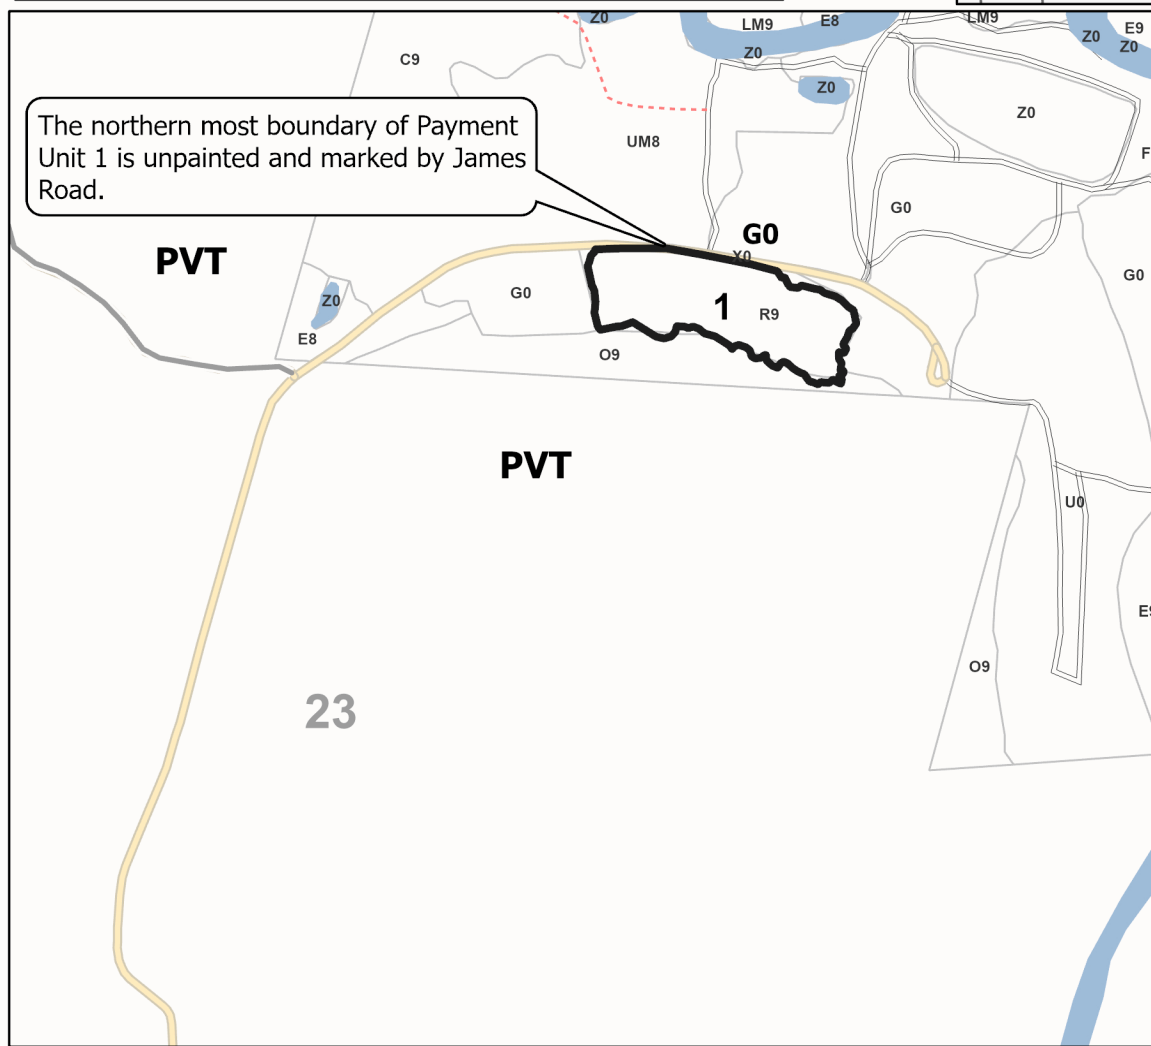 Z0
LM9
E8
LM9
E9
Z0
Z0
Z0
C9
Z0
Z0
The northern most boundary of Payment
Unit 1 is unpainted and marked by James
Road.
UM8
G0
G0
X0
PVT
G0
G0
Z0
1
R9
E8
O9
PVT
U0
O9
23